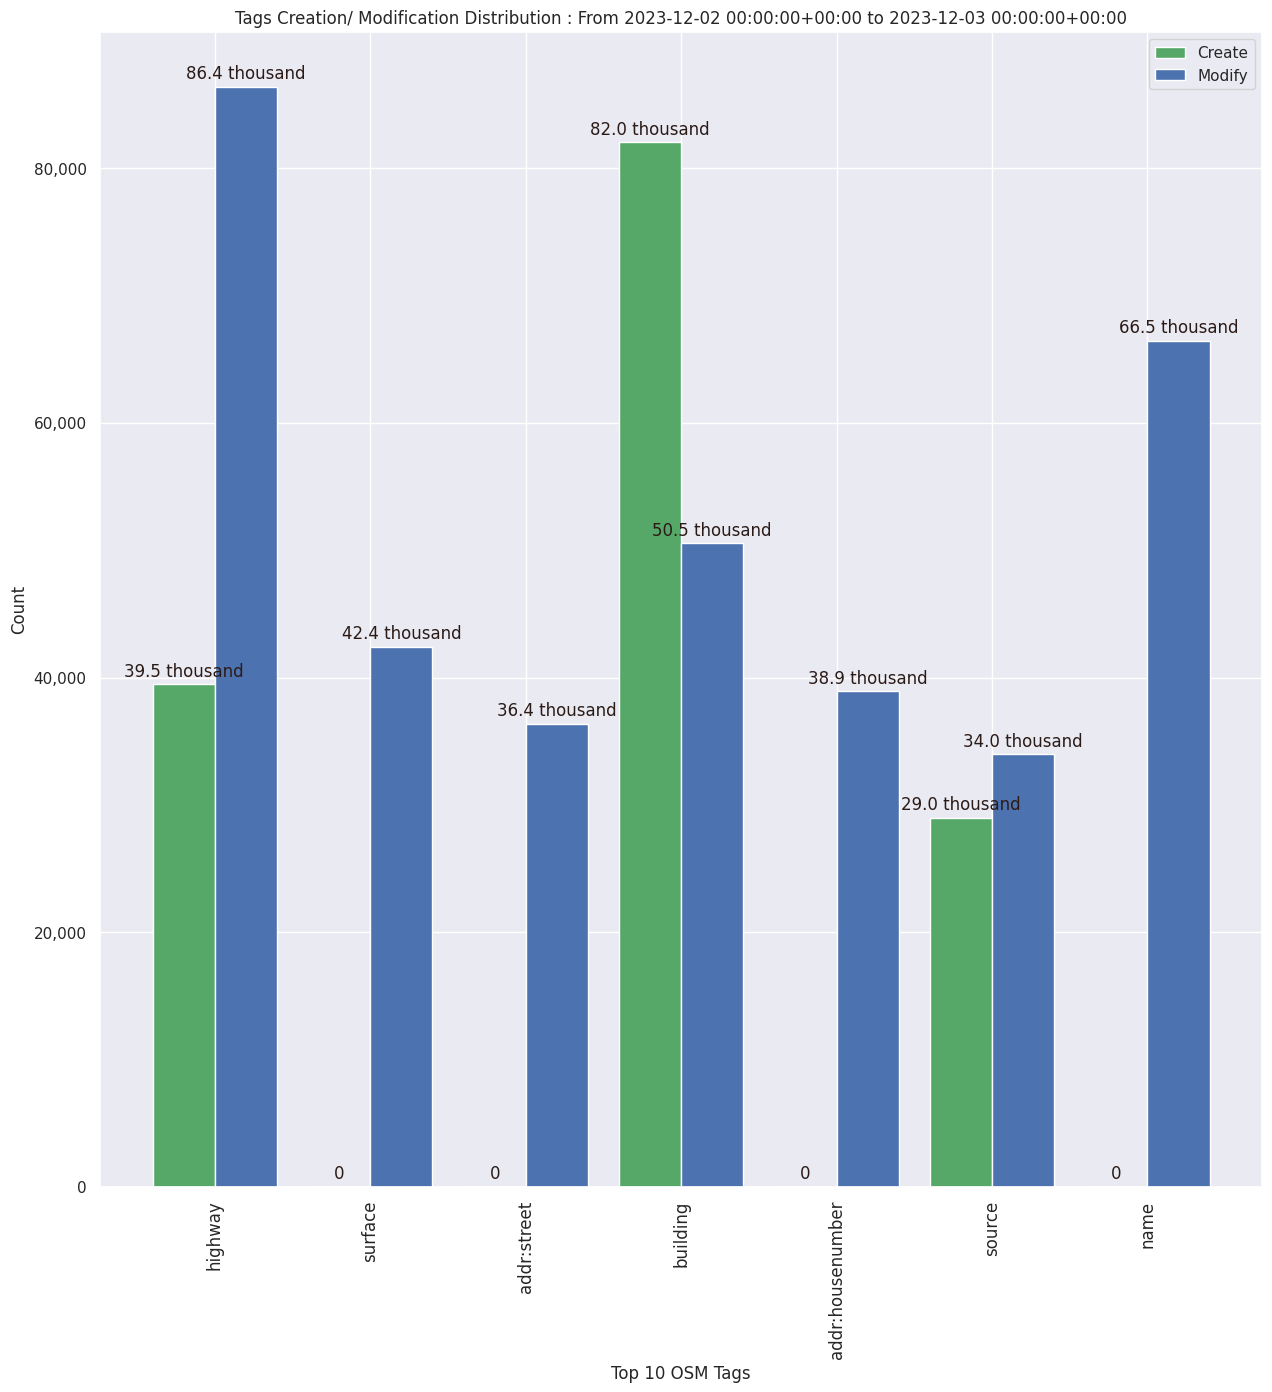 Tags Creation/ Modification Distribution : From 2023-12-02 00:00:00+00:00 to 2023-12-03 00:00:00+00:00
Create
Modify
86.4 thousand
82.0 thousand
80,000
66.5 thousand
60,000
50.5 thousand
Count
42.4 thousand
39.5 thousand
40,000
38.9 thousand
36.4 thousand
34.0 thousand
29.0 thousand
20,000
0
0
0
0
0
highway
surface
addr:street
building
addr:housenumber
source
name
Top 10 OSM Tags